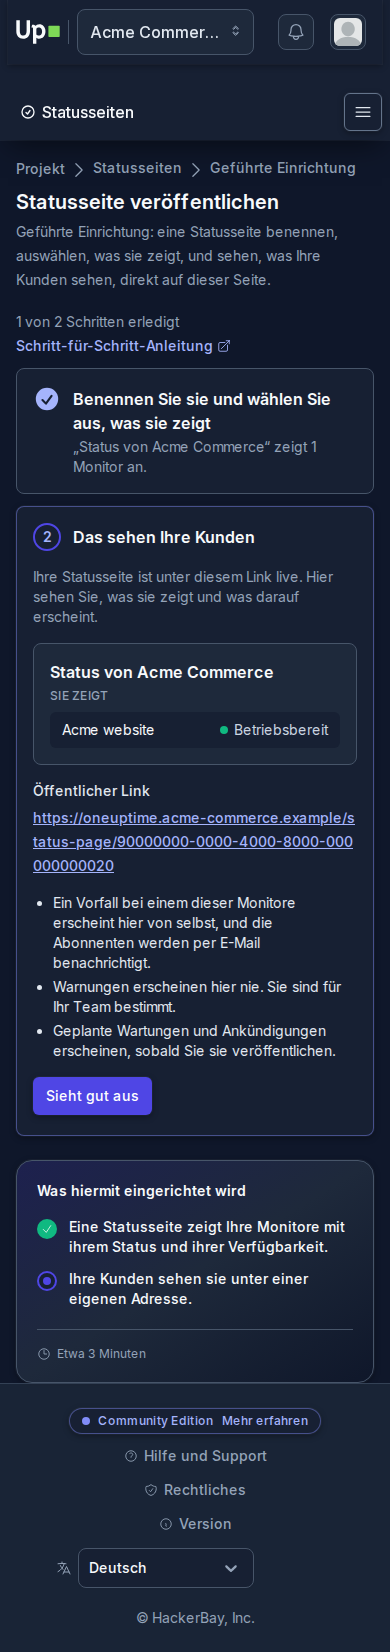 Up
Acme Commer...
Statusseiten
Projekt > Statusseiten > Geführte Einrichtung
Statusseite veröffentlichen
Geführte Einrichtung: eine Statusseite benennen,
auswählen, was sie zeigt, und sehen, was Ihre
Kunden sehen, direkt auf dieser Seite.
1 von 2 Schritten erledigt
Schritt-für-Schritt-Anleitung
Benennen Sie sie und wählen Sie
aus, was sie zeigt
„Status von Acme Commerce“ zeigt 1
Monitor an.
2 Das sehen Ihre Kunden
Ihre Statusseite ist unter diesem Link live. Hier
sehen Sie, was sie zeigt und was darauf
erscheint.
Status von Acme Commerce
SIE ZEIGT
Acme website Betriebsbereit
Öffentlicher Link
https://oneuptime.acme-commerce.example/s
tatus-page/90000000-0000-4000-8000-000
000000020
• Ein Vorfall bei einem dieser Monitore
erscheint hier von selbst, und die
Abonnenten werden per E-Mail
benachrichtigt.
• Warnungen erscheinen hier nie. Sie sind für
Ihr Team bestimmt.
• Geplante Wartungen und Ankündigungen
erscheinen, sobald Sie sie veröffentlichen.
Sieht gut aus
Was hiermit eingerichtet wird
Eine Statusseite zeigt Ihre Monitore mit
ihrem Status und ihrer Verfügbarkeit.
Ihre Kunden sehen sie unter einer
eigenen Adresse.
Etwa 3 Minuten
Community Edition Mehr erfahren
Hilfe und Support
Rechtliches
Version
Deutsch
© HackerBay, Inc.